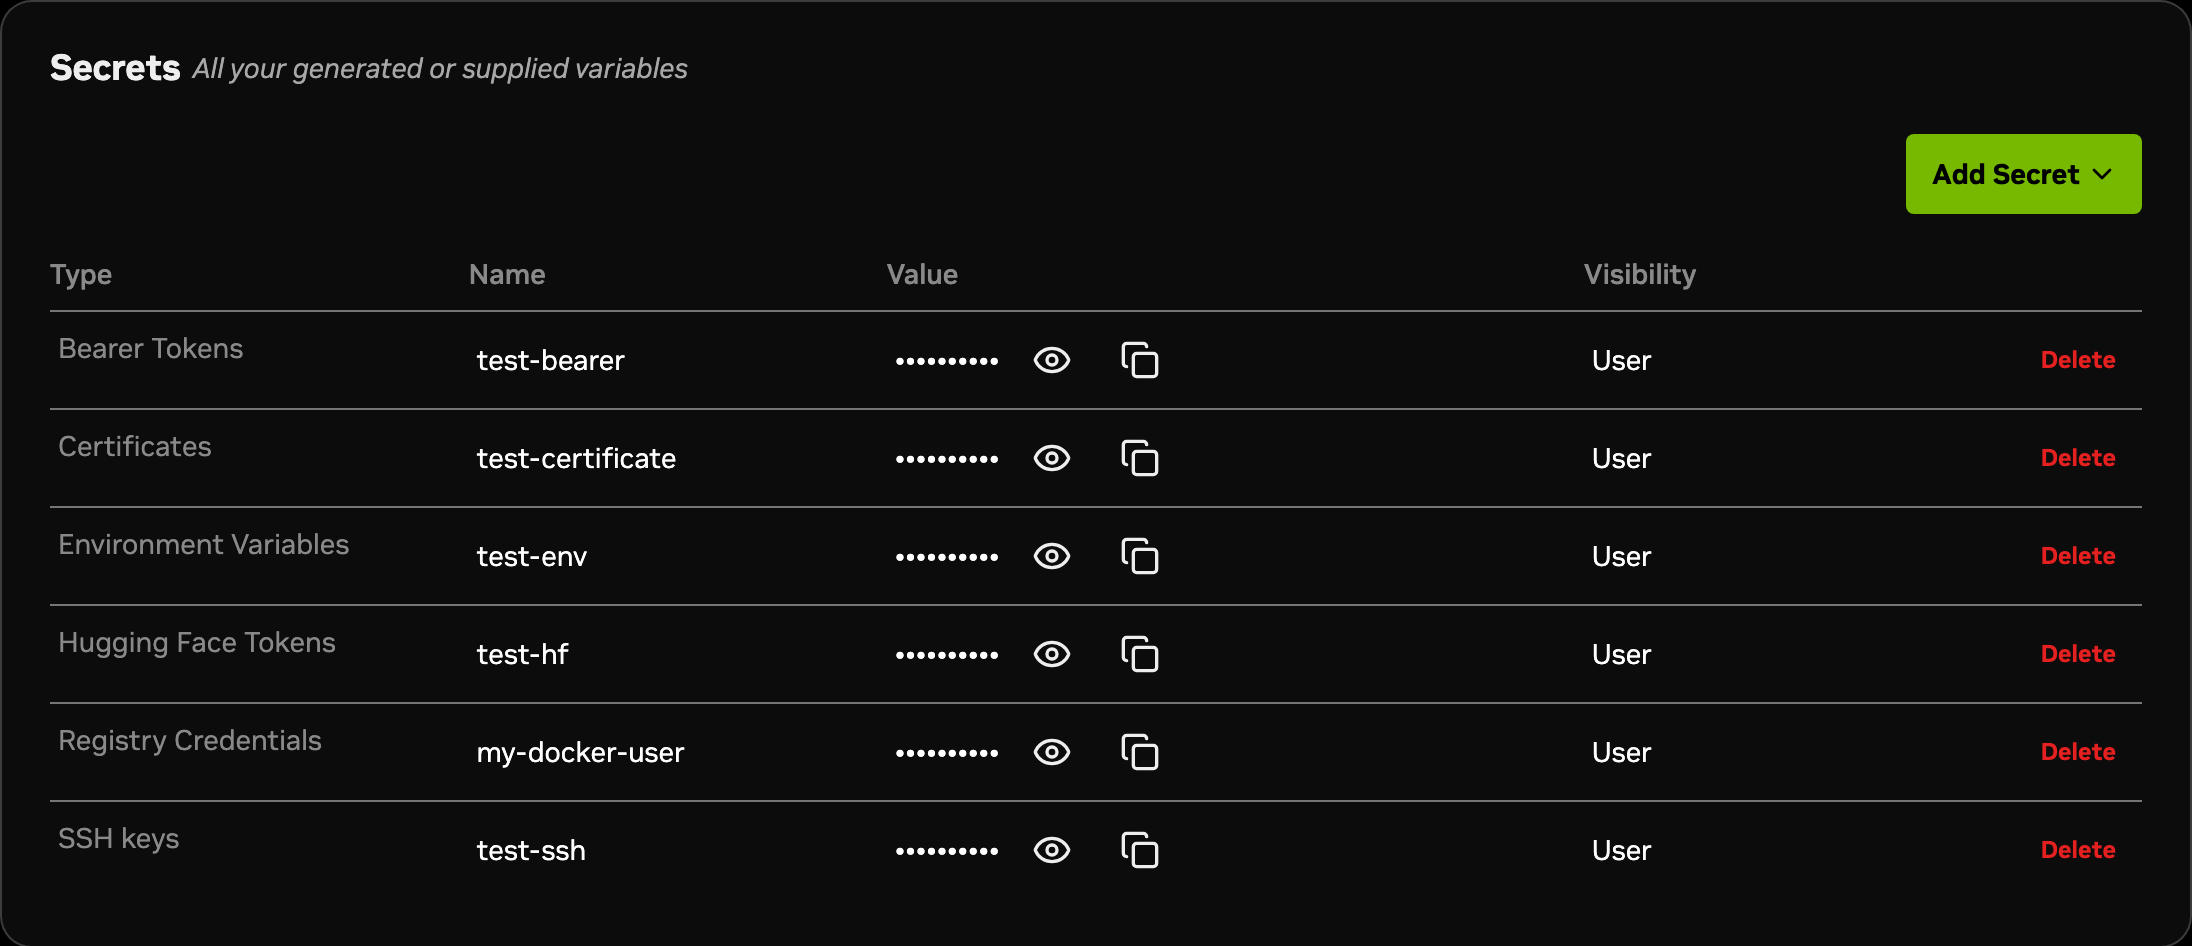 Secrets All your generated or supplied variables
Add Secret
Type Name Value Visibility
Bearer Tokens test-bearer •••••••••• User Delete
Certificates test-certificate •••••••••• User Delete
Environment Variables test-env •••••••••• User Delete
Hugging Face Tokens test-hf •••••••••• User Delete
Registry Credentials my-docker-user •••••••••• User Delete
SSH keys test-ssh •••••••••• User Delete